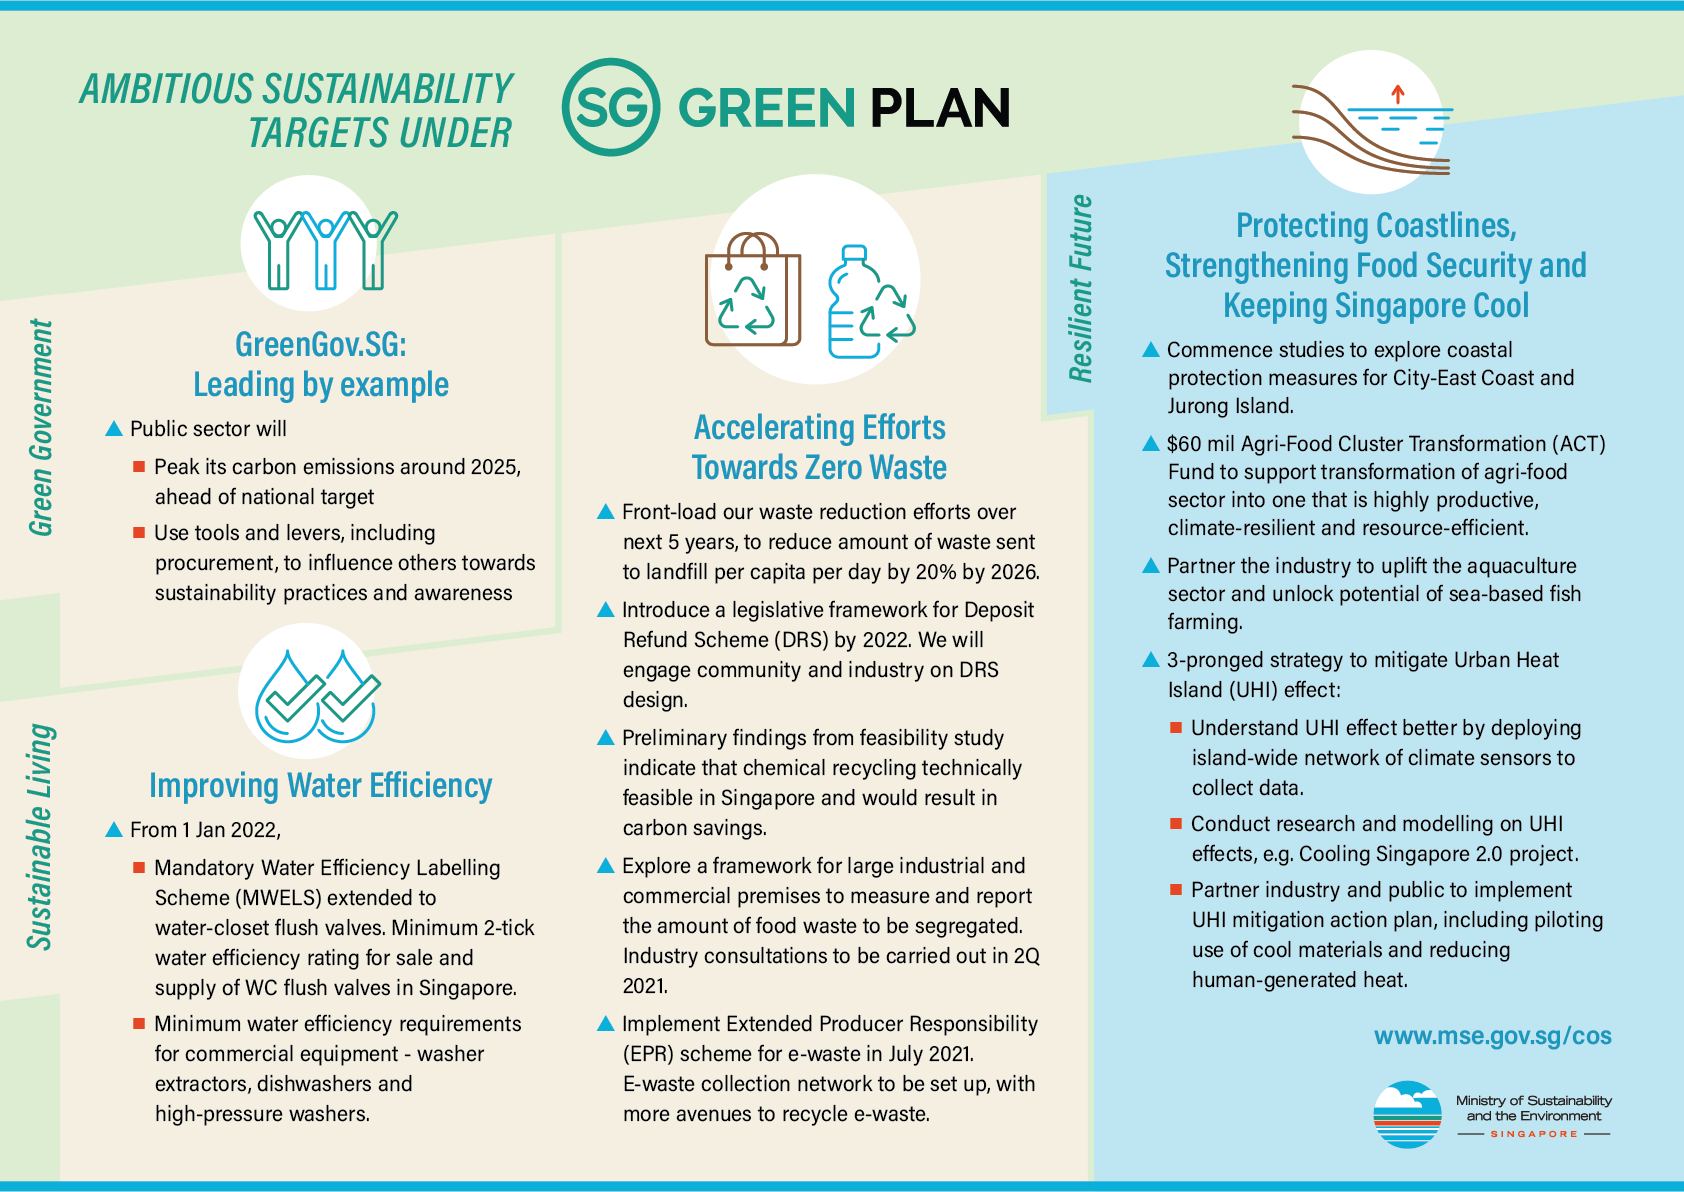 AMBITIOUS SUSTAINABILITY
TARGETS UNDER
SG GREEN PLAN
Green Government
GreenGov.SG:
Leading by example
Public sector will
Peak its carbon emissions around 2025,
ahead of national target
Use tools and levers, including
procurement, to influence others towards
sustainability practices and awareness
Sustainable Living
Improving Water Efficiency
From 1 Jan 2022,
Mandatory Water Efficiency Labelling
Scheme (MWELS) extended to
water-closet flush valves. Minimum 2-tick
water efficiency rating for sale and
supply of WC flush valves in Singapore.
Minimum water efficiency requirements
for commercial equipment - washer
extractors, dishwashers and
high-pressure washers.
Accelerating Efforts
Towards Zero Waste
Front-load our waste reduction efforts over
next 5 years, to reduce amount of waste sent
to landfill per capita per day by 20% by 2026.
Introduce a legislative framework for Deposit
Refund Scheme (DRS) by 2022. We will
engage community and industry on DRS
design.
Preliminary findings from feasibility study
indicate that chemical recycling technically
feasible in Singapore and would result in
carbon savings.
Explore a framework for large industrial and
commercial premises to measure and report
the amount of food waste to be segregated.
Industry consultations to be carried out in 2Q
2021.
Implement Extended Producer Responsibility
(EPR) scheme for e-waste in July 2021.
E-waste collection network to be set up, with
more avenues to recycle e-waste.
Resilient Future
Protecting Coastlines,
Strengthening Food Security and
Keeping Singapore Cool
Commence studies to explore coastal
protection measures for City-East Coast and
Jurong Island.
$60 mil Agri-Food Cluster Transformation (ACT)
Fund to support transformation of agri-food
sector into one that is highly productive,
climate-resilient and resource-efficient.
Partner the industry to uplift the aquaculture
sector and unlock potential of sea-based fish
farming.
3-pronged strategy to mitigate Urban Heat
Island (UHI) effect:
Understand UHI effect better by deploying
island-wide network of climate sensors to
collect data.
Conduct research and modelling on UHI
effects, e.g. Cooling Singapore 2.0 project.
Partner industry and public to implement
UHI mitigation action plan, including piloting
use of cool materials and reducing
human-generated heat.
www.mse.gov.sg/cos
Ministry of Sustainability
and the Environment
SINGAPORE